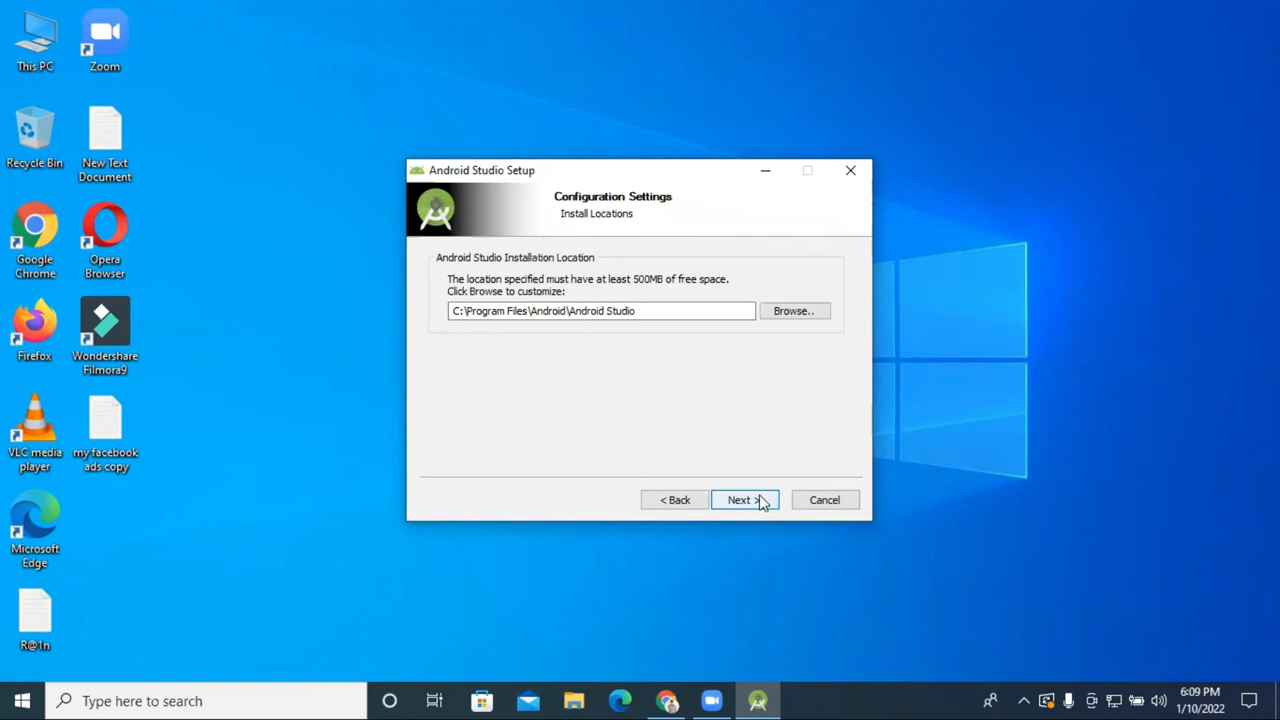 This PC
Zoom
Recycle Bin
New Text
Document
Google
Chrome
Opera
Browser
Firefox
Wondershare
Filmora9
VLC media
player
my facebook
ads copy
Microsoft
Edge
R@1n
Android Studio Setup
Configuration Settings
Install Locations
Android Studio Installation Location
The location specified must have at least 500MB of free space.
Click Browse to customize:
C:\Program Files\Android\Android Studio
Browse..
< Back
Next >
Cancel
Type here to search
6:09 PM
1/10/2022